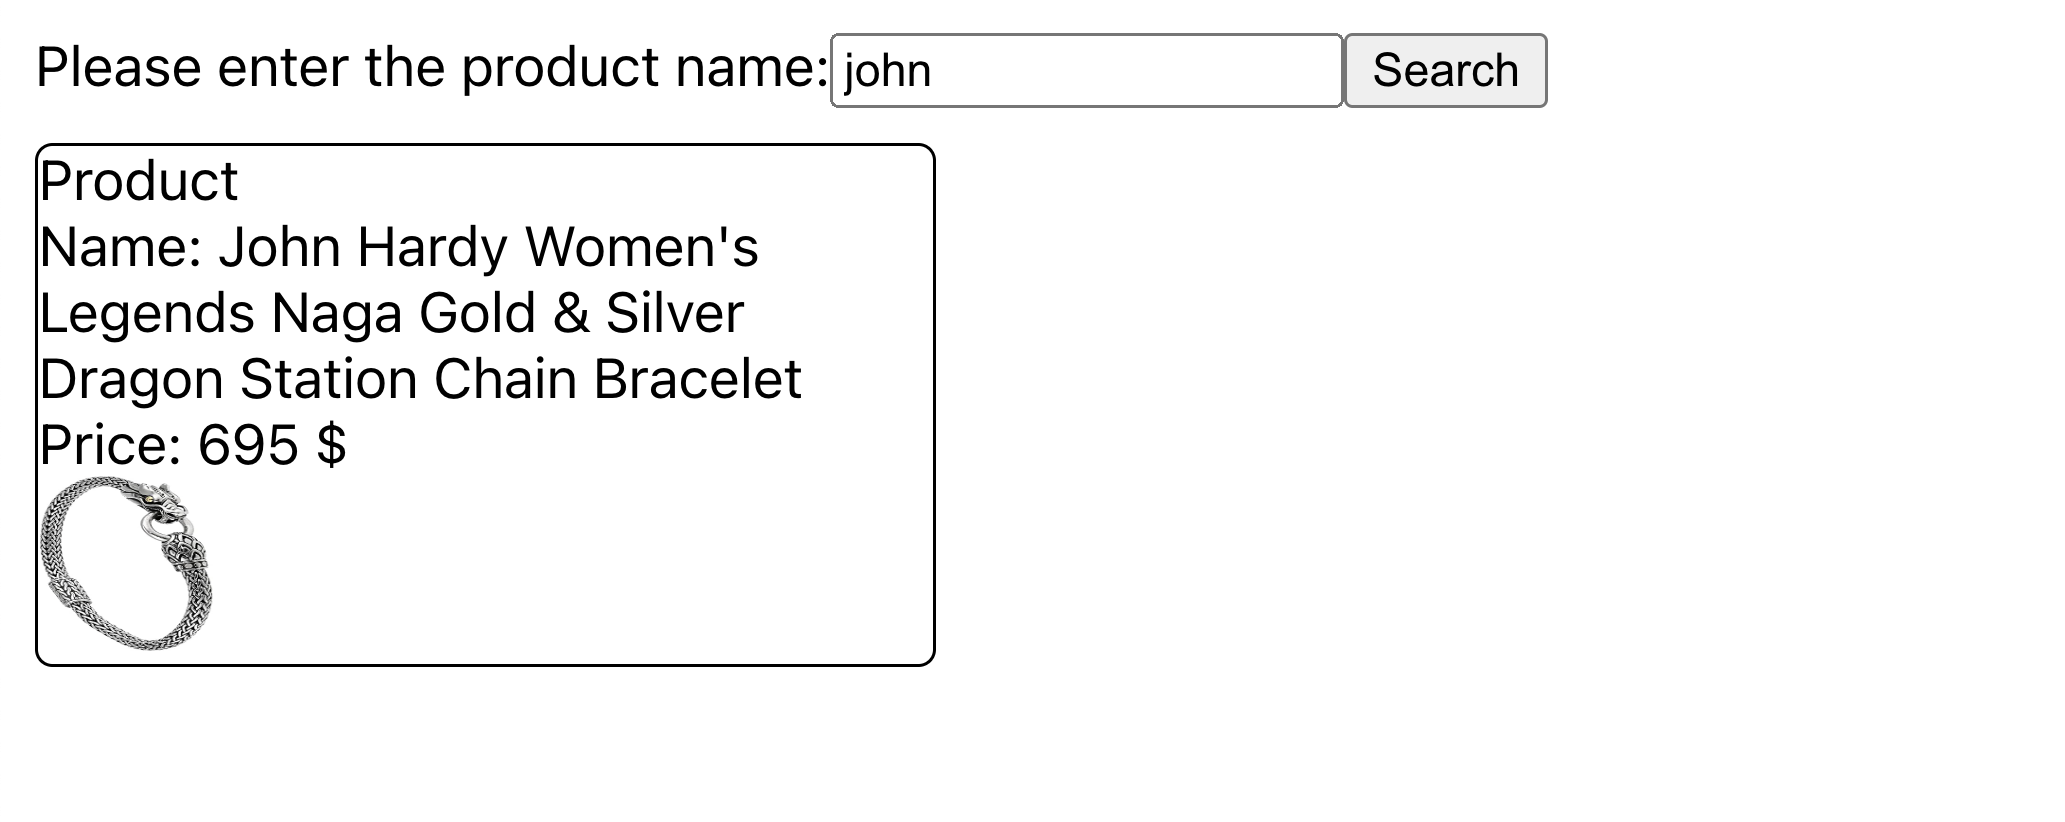 Please enter the product name: john Search
Product
Name: John Hardy Women's
Legends Naga Gold & Silver
Dragon Station Chain Bracelet
Price: 695 $